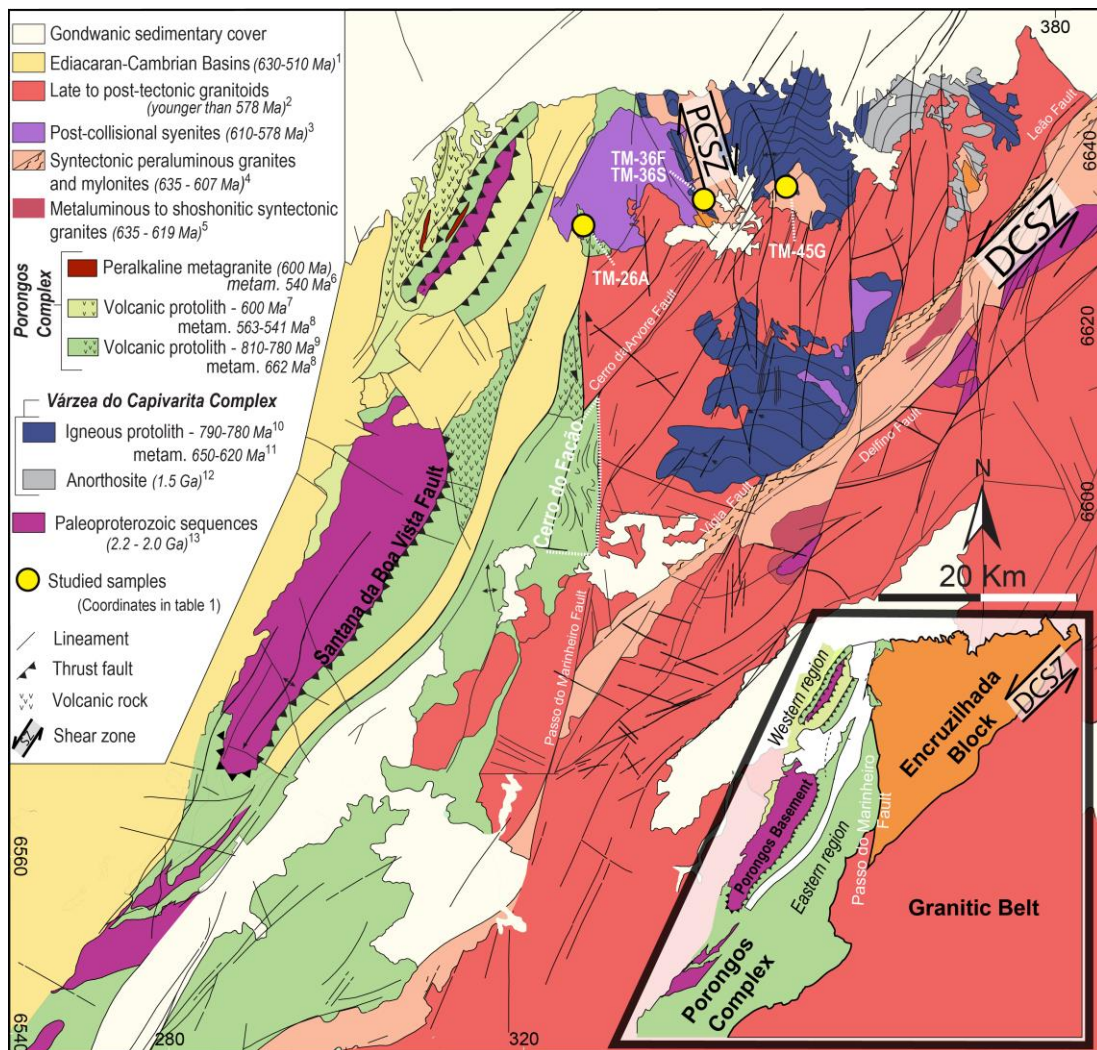 Gondwanic sedimentary cover
Ediacaran-Cambrian Basins (630-510 Ma)1
Late to post-tectonic granitoids
(younger than 578 Ma)2
Post-collisional syenites (610-578 Ma)3
Syntectonic peraluminous granites
and mylonites (635 - 607 Ma)4
Metaluminous to shoshonitic syntectonic
granites (635 - 619 Ma)5
Porongos
Complex
Peralkaline metagranite (600 Ma)
metam. 540 Ma6
Volcanic protolith - 600 Ma7
metam. 563-541 Ma8
Volcanic protolith - 810-780 Ma9
metam. 662 Ma8
Várzea do Capivarita Complex
Igneous protolith - 790-780 Ma10
metam. 650-620 Ma11
Anorthosite (1.5 Ga)12
Paleoproterozoic sequences
(2.2 - 2.0 Ga)13
Studied samples
(Coordinates in table 1)
Lineament
Thrust fault
Volcanic rock
SZ
Shear zone
380
6640
6620
6600
6560
6540
280
320
PCSZ
DCSZ
TM-36F
TM-36S
TM-45G
TM-26A
Leão Fault
Cerro da Arvore Fault
Cerro do Facão
Santana da Boa Vista Fault
Vigia Fault
Delfino Fault
Passo do Marinheiro Fault
N
20 Km
Western region
Porongos Basement
Eastern region
Passo do Marinheiro
Fault
Encruzilhada
Block
DCSZ
Granitic Belt
Porongos
Complex